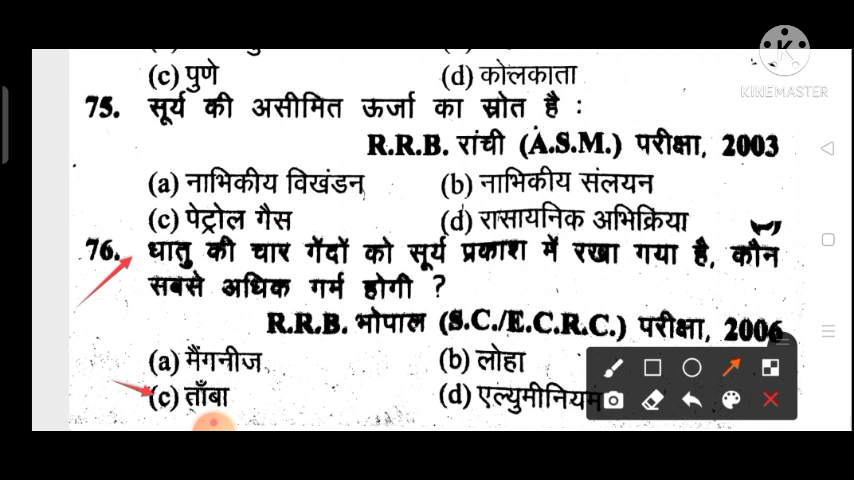 KINEMASTER
(c) पुणे (d) कोलकाता
75. सूर्य की असीमित ऊर्जा का स्रोत है :
R.R.B. रांची (A.S.M.) परीक्षा, 2003
(a) नाभिकीय विखंडन (b) नाभिकीय संलयन
(c) पेट्रोल गैस (d) रासायनिक अभिक्रिया
76. धातु की चार गेंदों को सूर्य प्रकाश में रखा गया है, कौन
सबसे अधिक गर्म होगी ?
R.R.B. भोपाल (S.C./E.C.R.C.) परीक्षा, 2006
(a) मैंगनीज (b) लोहा
(c) ताँबा (d) एल्युमीनियम